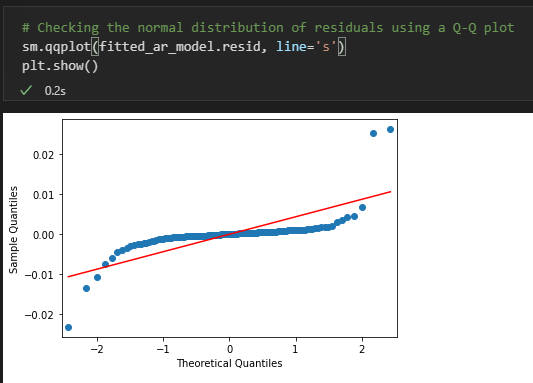 # Checking the normal distribution of residuals using a Q-Q plot
sm.qqplot(fitted_ar_model.resid, line='s')
plt.show()
✓ 0.2s
0.02
0.01
0.00
−0.01
−0.02
Sample Quantiles
−2 −1 0 1 2
Theoretical Quantiles